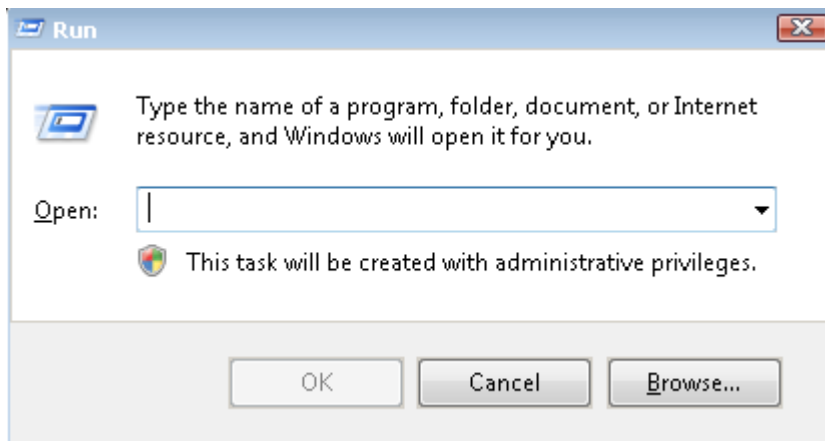 Run
Type the name of a program, folder, document, or Internet
resource, and Windows will open it for you.
Open:
This task will be created with administrative privileges.
OK Cancel Browse...